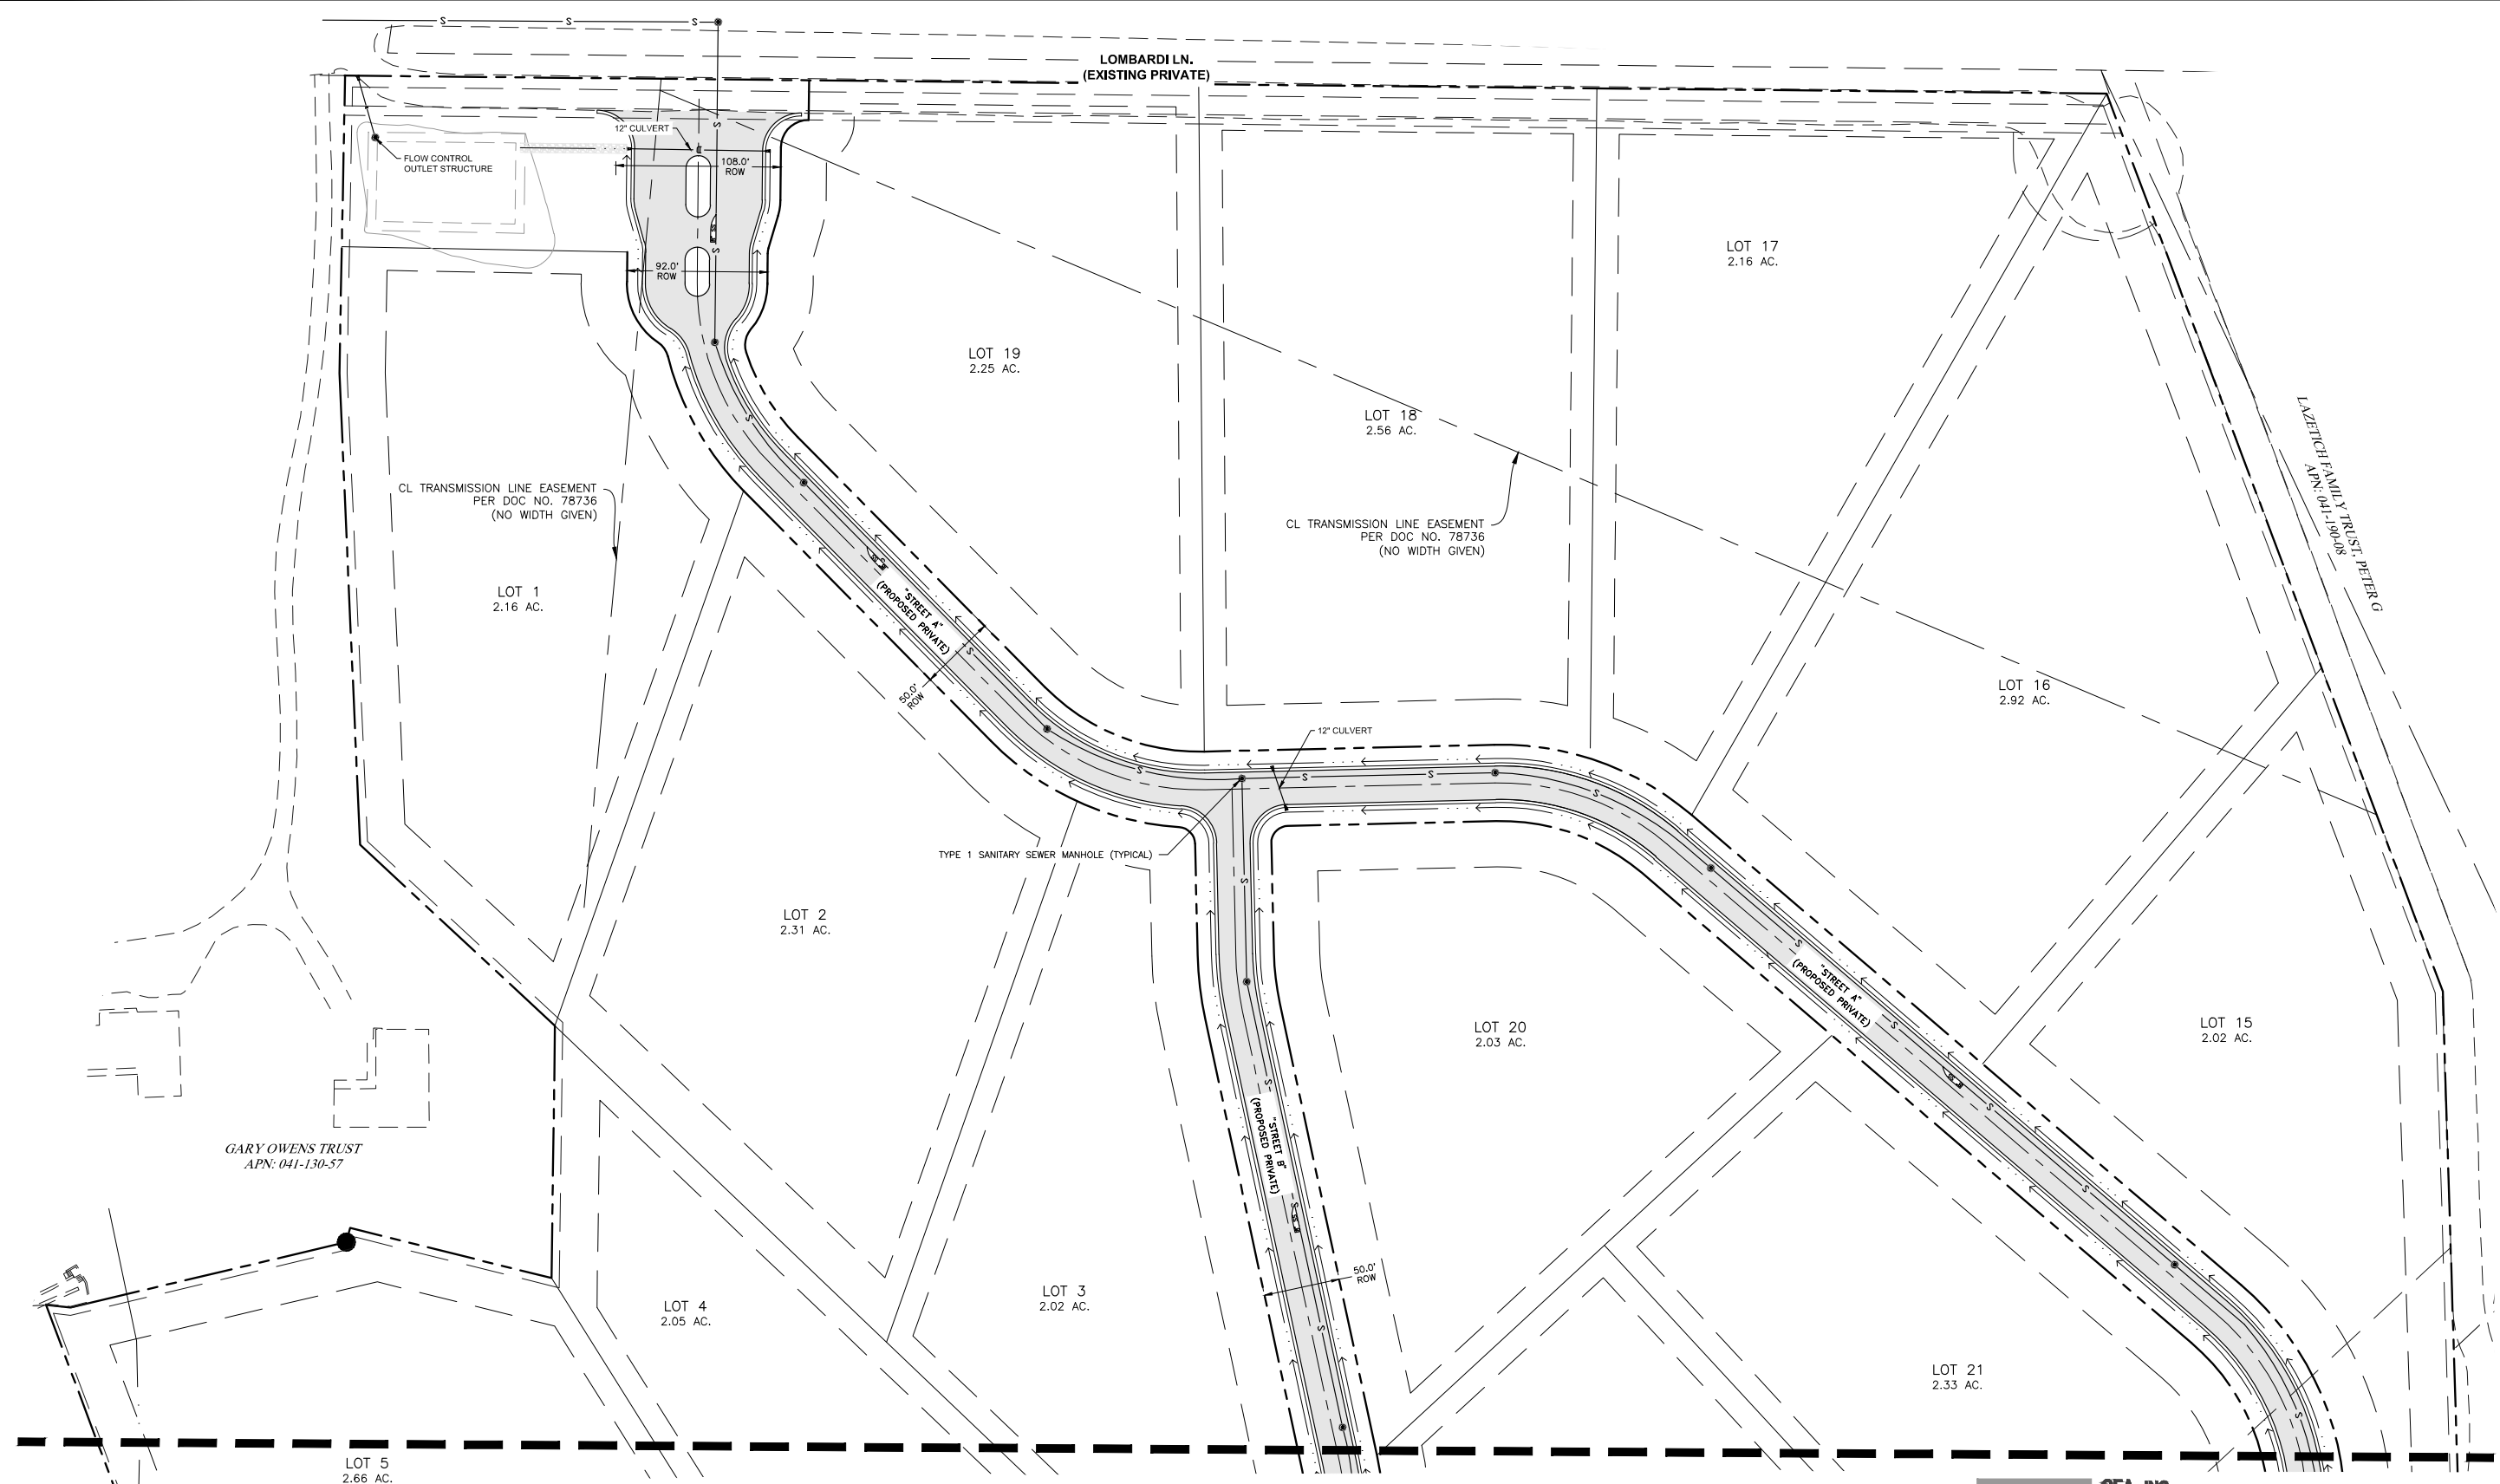 LOMBARDI LN.
(EXISTING PRIVATE)
12" CULVERT
FLOW CONTROL
OUTLET STRUCTURE
108.0'
ROW
92.0'
ROW
LOT 17
2.16 AC.
LOT 19
2.25 AC.
LOT 18
2.56 AC.
LAZETICH FAMILY TRUST, PETER G
APN: 041-190-08
CL TRANSMISSION LINE EASEMENT
PER DOC NO. 78736
(NO WIDTH GIVEN)
CL TRANSMISSION LINE EASEMENT
PER DOC NO. 78736
(NO WIDTH GIVEN)
LOT 1
2.16 AC.
"STREET A"
(PROPOSED PRIVATE)
50.0'
ROW
LOT 16
2.92 AC.
12" CULVERT
TYPE 1 SANITARY SEWER MANHOLE (TYPICAL)
LOT 2
2.31 AC.
"STREET A"
(PROPOSED PRIVATE)
LOT 20
2.03 AC.
LOT 15
2.02 AC.
"STREET B"
(PROPOSED PRIVATE)
GARY OWENS TRUST
APN: 041-130-57
50.0'
ROW
LOT 3
2.02 AC.
LOT 4
2.05 AC.
LOT 21
2.33 AC.
LOT 5
2.66 AC.